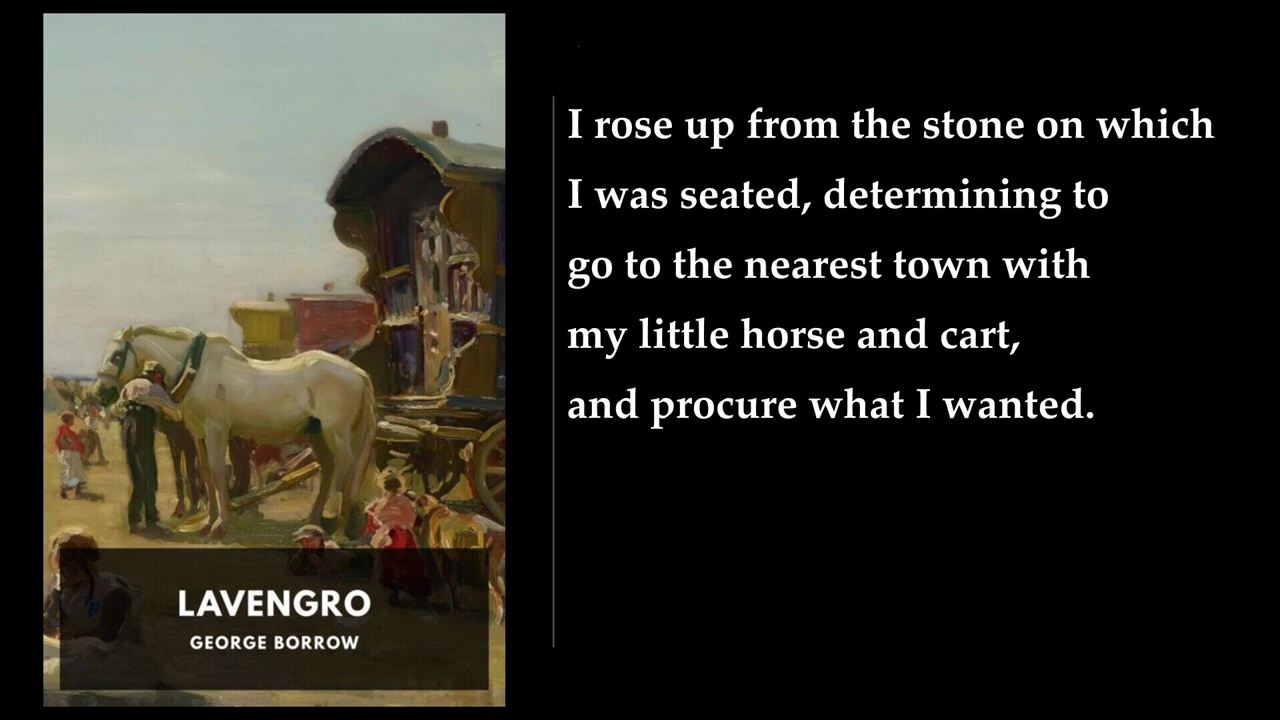 LAVENGRO
GEORGE BORROW
I rose up from the stone on which
I was seated, determining to
go to the nearest town with
my little horse and cart,
and procure what I wanted.